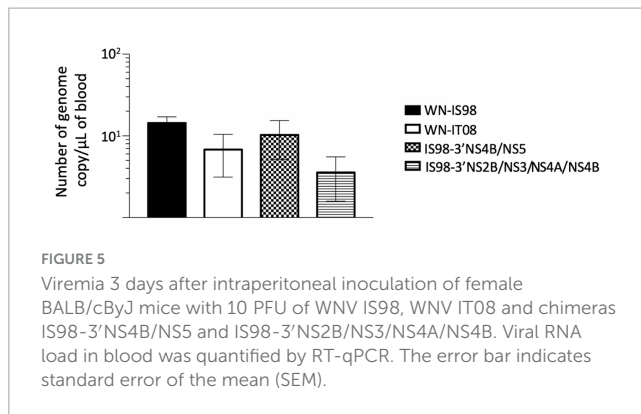 10²
10¹
Number of genome
copy/µL of blood
WN-IS98
WN-IT08
IS98-3'NS4B/NS5
IS98-3'NS2B/NS3/NS4A/NS4B
FIGURE 5
Viremia 3 days after intraperitoneal inoculation of female
BALB/cByJ mice with 10 PFU of WNV IS98, WNV IT08 and chimeras
IS98-3′NS4B/NS5 and IS98-3′NS2B/NS3/NS4A/NS4B. Viral RNA
load in blood was quantified by RT-qPCR. The error bar indicates
standard error of the mean (SEM).